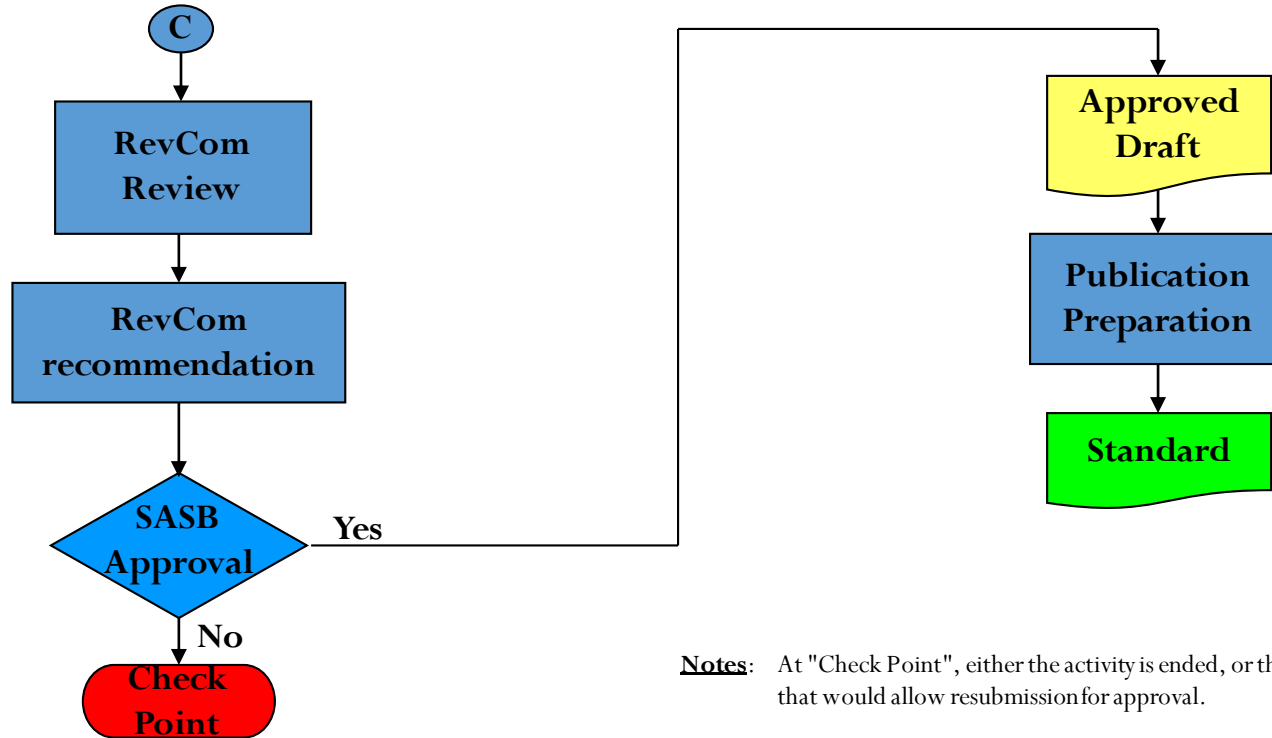 C
RevCom
Review
RevCom
recommendation
SASB
Approval
Yes
No
Check
Point
Approved
Draft
Publication
Preparation
Standard
Notes: At "Check Point", either the activity is ended, or
that would allow resubmission for approval.